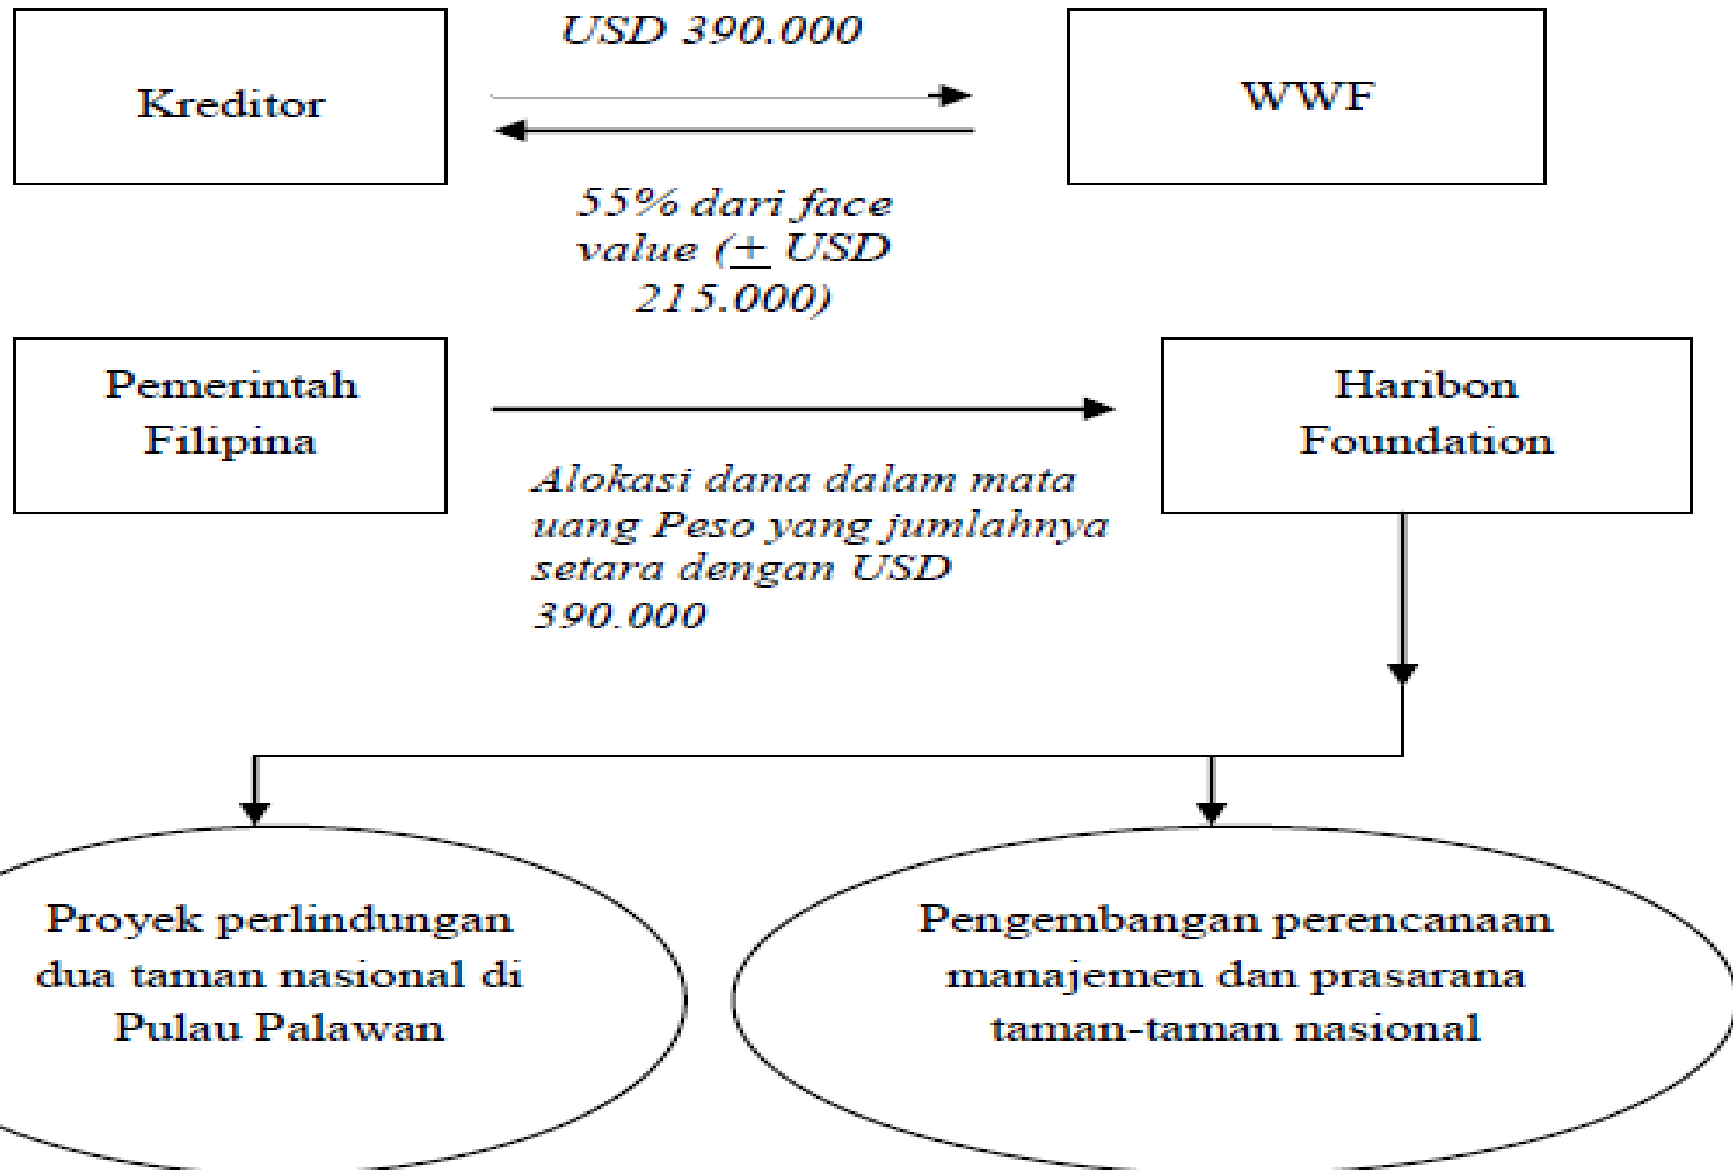 USD 390.000
Kreditor
WWF
55% dari face
value (+ USD
215.000)
Pemerintah
Filipina
Haribon
Foundation
Alokasi dana dalam mata
uang Peso yang jumlahnya
setara dengan USD
390.000
Proyek perlindungan
dua taman nasional di
Pulau Palawan
Pengembangan perencanaan
manajemen dan prasarana
taman-taman nasional